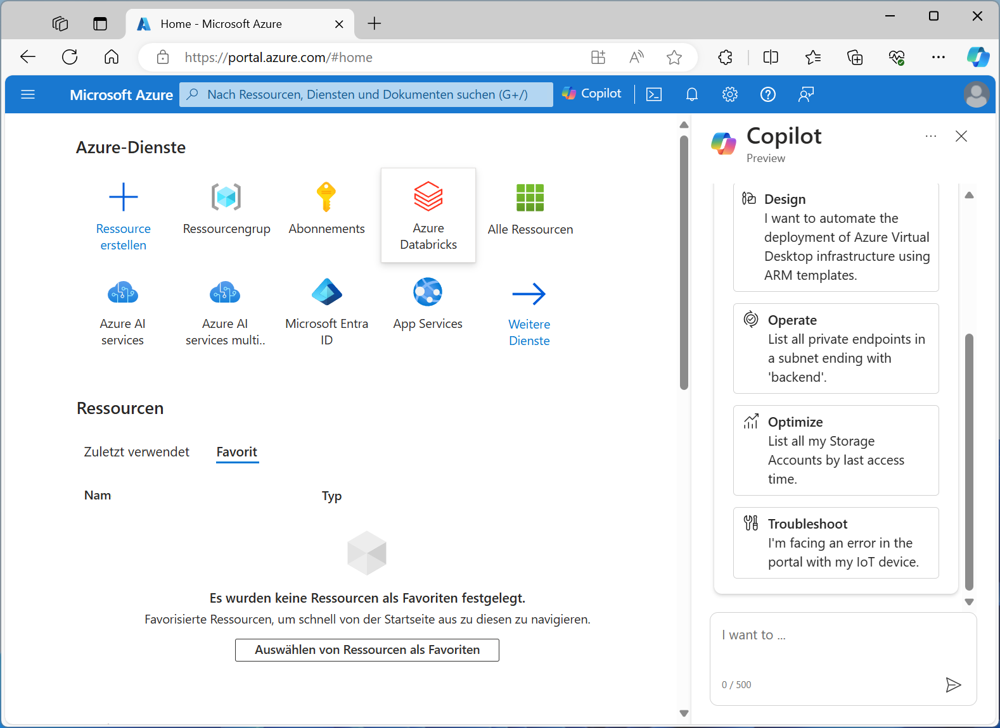 Home - Microsoft Azure
https://portal.azure.com/#home
Microsoft Azure
Nach Ressourcen, Diensten und Dokumenten suchen (G+/)
Copilot
Azure-Dienste
Ressource
erstellen
Ressourcengrup
Abonnements
Azure
Databricks
Alle Ressourcen
Azure AI
services
Azure AI
services multi..
Microsoft Entra
ID
App Services
Weitere
Dienste
Ressourcen
Zuletzt verwendet
Favorit
Nam
Typ
Es wurden keine Ressourcen als Favoriten festgelegt.
Favorisierte Ressourcen, um schnell von der Startseite aus zu diesen zu navigieren.
Auswählen von Ressourcen als Favoriten
Copilot
Preview
Design
I want to automate the
deployment of Azure Virtual
Desktop infrastructure using
ARM templates.
Operate
List all private endpoints in
a subnet ending with
'backend'.
Optimize
List all my Storage
Accounts by last access
time.
Troubleshoot
I'm facing an error in the
portal with my IoT device.
I want to ...
0 / 500